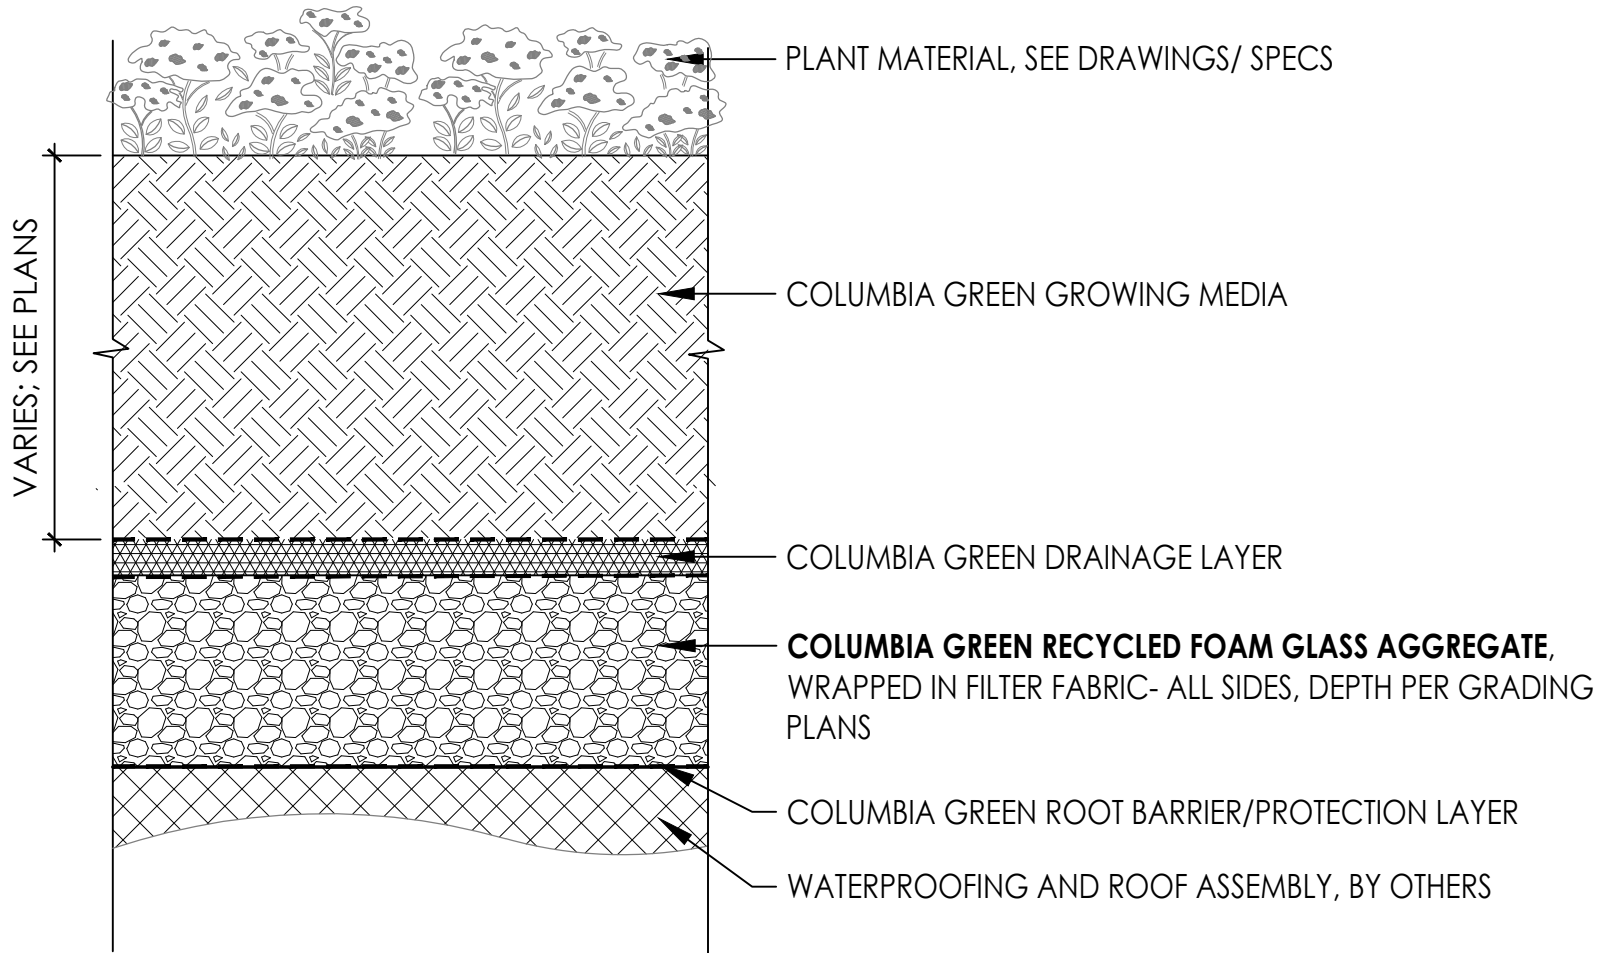 PLANT MATERIAL, SEE DRAWINGS/ SPECS
VARIES; SEE PLANS
COLUMBIA GREEN GROWING MEDIA
COLUMBIA GREEN DRAINAGE LAYER
COLUMBIA GREEN RECYCLED FOAM GLASS AGGREGATE,
WRAPPED IN FILTER FABRIC- ALL SIDES, DEPTH PER GRADING
PLANS
COLUMBIA GREEN ROOT BARRIER/PROTECTION LAYER
WATERPROOFING AND ROOF ASSEMBLY, BY OTHERS